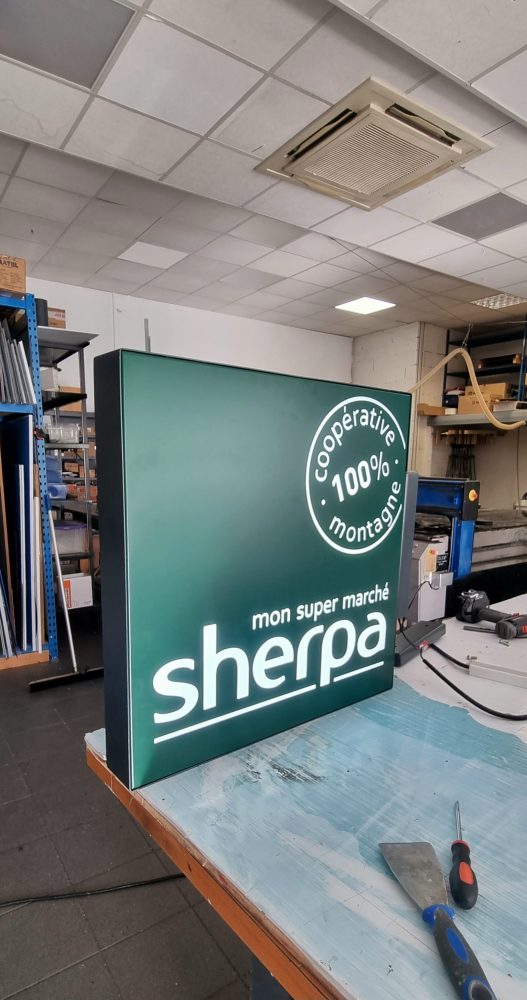 coopérative
100%
montagne
mon super marché
sherpa